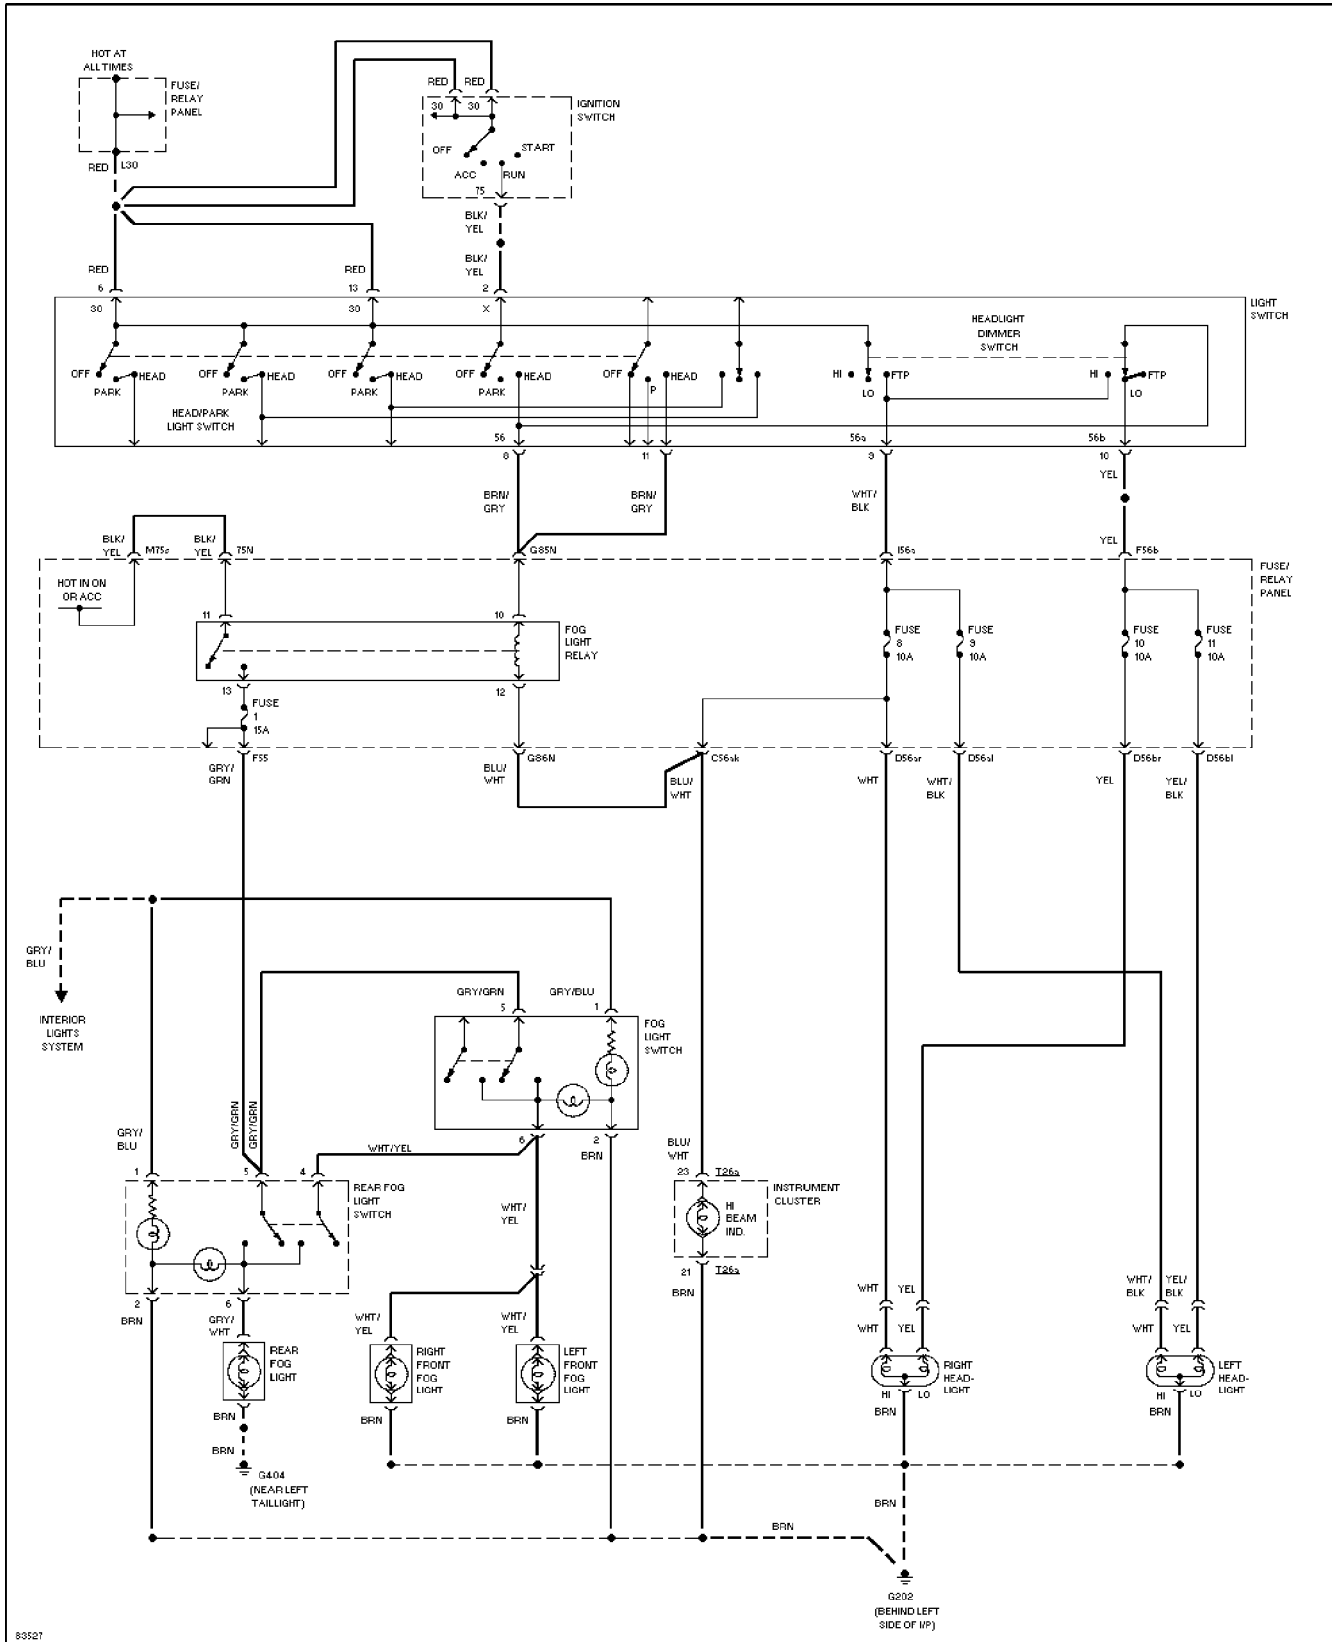 HOT AT
ALL TIMES
FUSE/
RELAY
PANEL
RED L30
RED RED
30 30
IGNITION
SWITCH
OFF
START
ACC RUN
75
BLK/
YEL
BLK/
YEL
RED
RED
6 13 2
30 30 X
LIGHT
SWITCH
HEADLIGHT
DIMMER
SWITCH
OFF HEAD
PARK
OFF HEAD
PARK
OFF HEAD
PARK
OFF HEAD
PARK
OFF HEAD
P
HI FTP
LO
HI FTP
LO
HEAD/PARK
LIGHT SWITCH
56 56a 56b
8 11 9 10
BRN/
GRY
BRN/
GRY
WHT/
BLK
YEL
BLK/
YEL
M75c
BLK/
YEL
75N
G85N
I56a
YEL
F56b
FUSE/
RELAY
PANEL
HOT IN ON
OR ACC
11 10
FOG
LIGHT
RELAY
FUSE
8
10A
FUSE
9
10A
FUSE
10
10A
FUSE
11
10A
13 12
FUSE
1
15A
GRY/
GRN
F55
BLU/
WHT
G86N
BLU/
WHT
C56ak
WHT
D56ar
WHT/
BLK
D56al
YEL
D56br
YEL/
BLK
D56bl
GRY/
BLU
INTERIOR
LIGHTS
SYSTEM
GRY/GRN GRY/BLU
5 1
FOG
LIGHT
SWITCH
GRY/GRN
GRY/GRN
GRY/
BLU
WHT/YEL
6 2
BRN
BLU/
WHT
1 5 4
REAR FOG
LIGHT
SWITCH
23 T26a
INSTRUMENT
CLUSTER
HI
BEAM
IND.
WHT/
YEL
21 T26a
BRN
2 6
BRN
GRY/
WHT
WHT/
YEL
WHT/
YEL
WHT YEL
WHT YEL
WHT/
BLK
YEL/
BLK
WHT YEL
REAR
FOG
LIGHT
RIGHT
FRONT
FOG
LIGHT
LEFT
FRONT
FOG
LIGHT
RIGHT
HEAD-
LIGHT
LEFT
HEAD-
LIGHT
HI LO
HI LO
BRN
BRN
BRN
BRN
BRN
BRN
G404
(NEAR LEFT
TAILLIGHT)
BRN
BRN
G202
(BEHIND LEFT
SIDE OF I/P)
83527